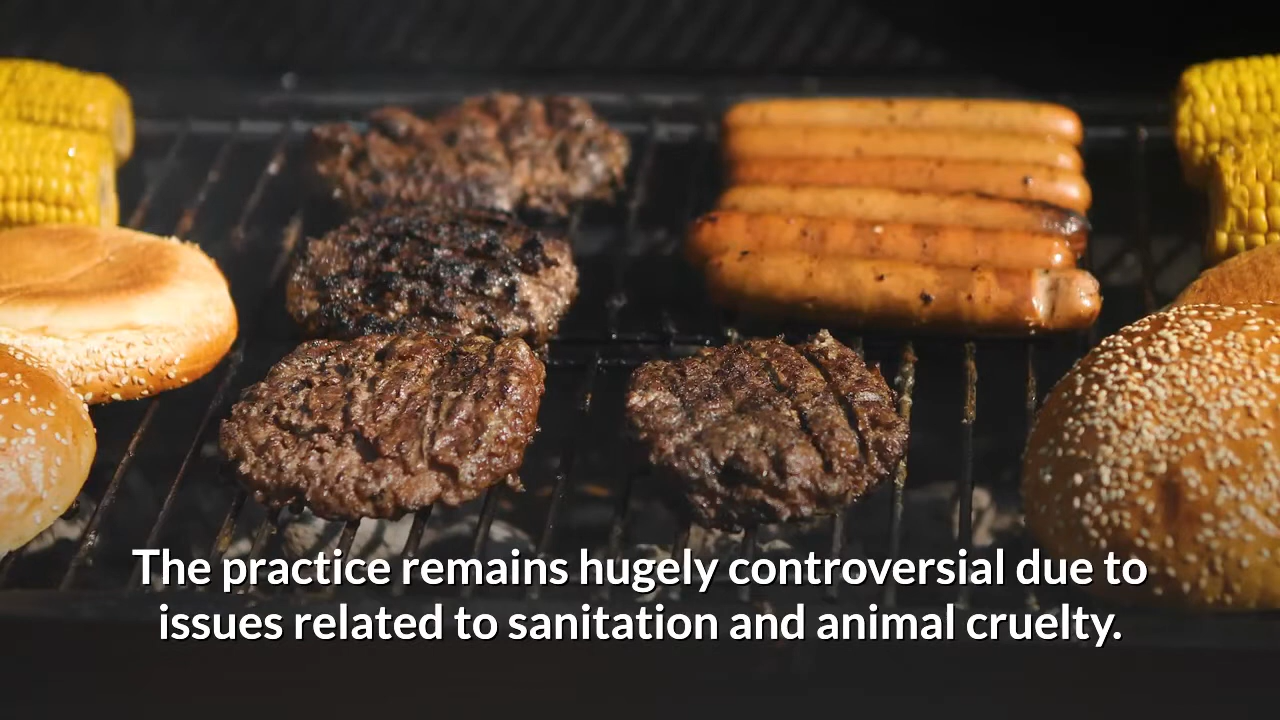 The practice remains hugely controversial due to
issues related to sanitation and animal cruelty.